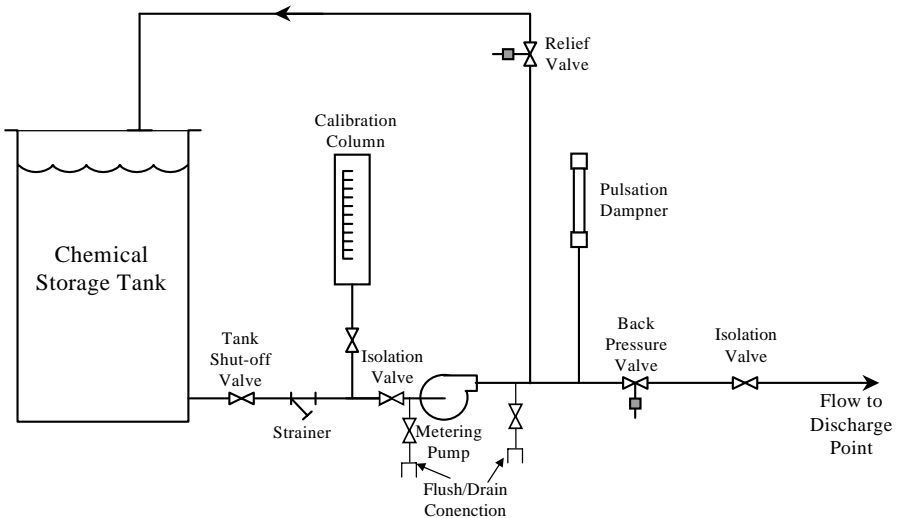 Relief
Valve
Calibration
Column
Pulsation
Dampner
Chemical
Storage Tank
Tank
Shut-off
Valve
Isolation
Valve
Back
Pressure
Valve
Isolation
Valve
Strainer
Metering
Pump
Flow to
Discharge
Point
Flush/Drain
Conenction